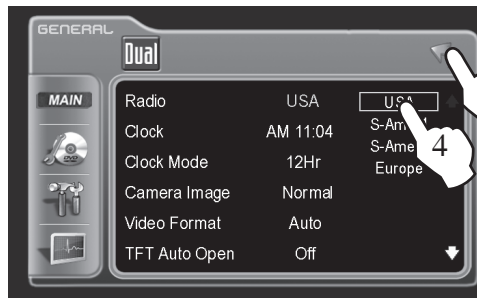 GENERAL
Dual
MAIN
Radio USA USA
Clock AM 11:04
Clock Mode 12Hr Europe
Camera Image Normal
Video Format Auto
TFT Auto Open Off
4
DVD